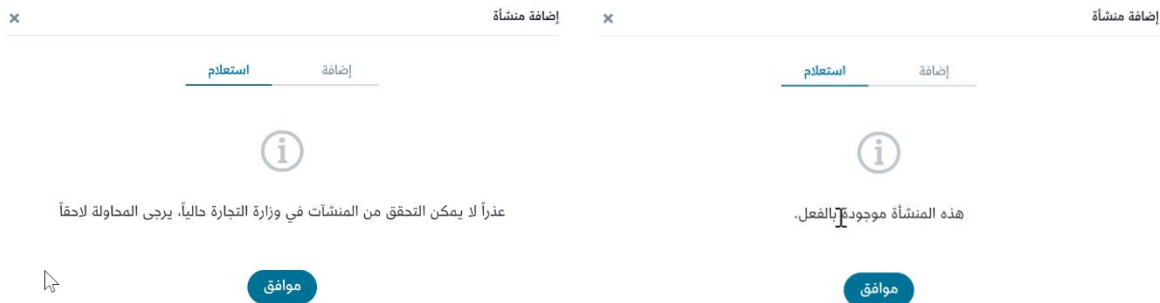 إضافة منشأة
إضافة
استعلام
هذه المنشأة موجودة بالفعل.
موافق
إضافة منشأة
إضافة
استعلام
عذراً لا يمكن التحقق من المنشآت في وزارة التجارة حالياً، يرجى المحاولة لاحقاً
موافق